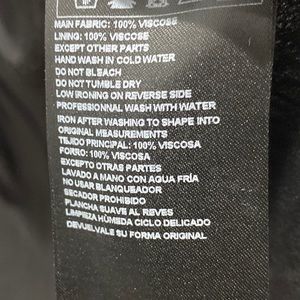 MAIN FABRIC: 100% VISCOSE
LINING: 100% VISCOSE
EXCEPT OTHER PARTS
HAND WASH IN COLD WATER
DO NOT BLEACH
DO NOT TUMBLE DRY
LOW IRONING ON REVERSE SIDE
PROFESSIONNAL WASH WITH WATER
IRON AFTER WASHING TO SHAPE INTO
ORIGINAL MEASUREMENTS
TEJIDO PRINCIPAL: 100% VISCOSA
FORRO: 100% VISCOSA
EXCEPTO OTRAS PARTES
LAVADO A MANO CON AGUA FRÍA
NO USAR BLANQUEADOR
SECADOR PROHIBIDO
PLANCHA SUAVE AL REVES
LIMPIEZA HÚMEDA CICLO DELICADO
DEVUELVALE SU FORMA ORIGINAL